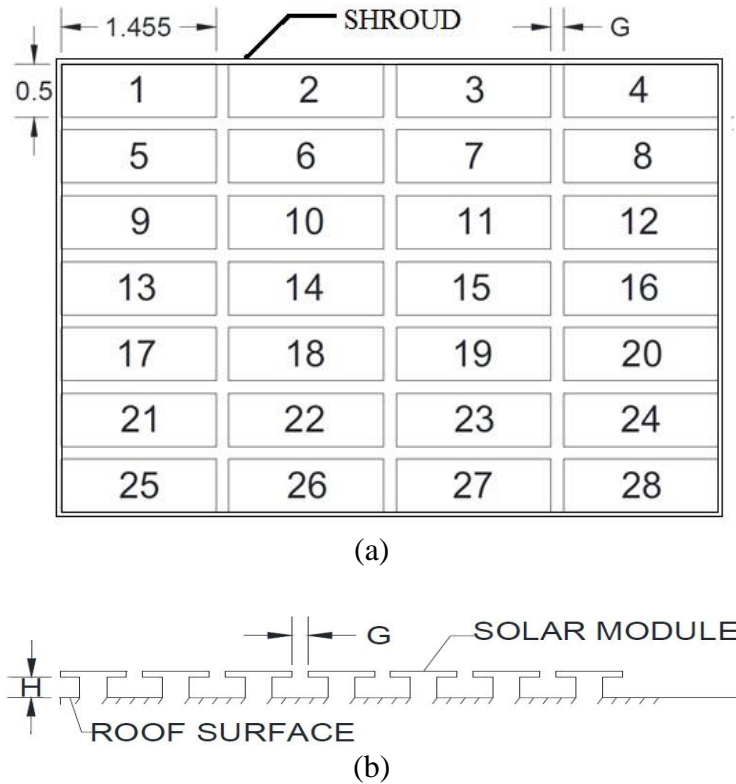 1.455 SHROUD G
0.5 1 2 3 4
5 6 7 8
9 10 11 12
13 14 15 16
17 18 19 20
21 22 23 24
25 26 27 28
(a)
G SOLAR MODULE
H
ROOF SURFACE
(b)